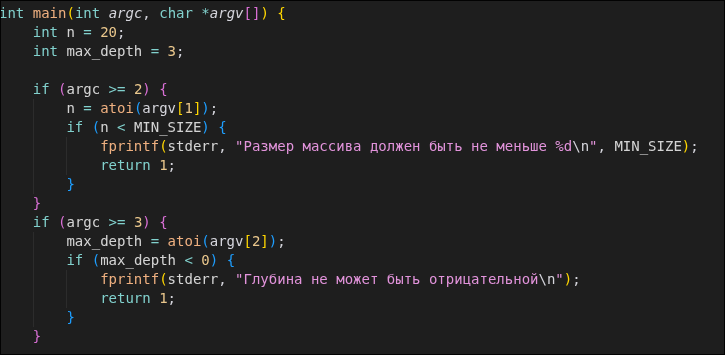 int main(int argc, char *argv[]) {
    int n = 20;
    int max_depth = 3;

    if (argc >= 2) {
        n = atoi(argv[1]);
        if (n < MIN_SIZE) {
            fprintf(stderr, "Размер массива должен быть не меньше %d\n", MIN_SIZE);
            return 1;
        }
    }
    if (argc >= 3) {
        max_depth = atoi(argv[2]);
        if (max_depth < 0) {
            fprintf(stderr, "Глубина не может быть отрицательной\n");
            return 1;
        }
    }